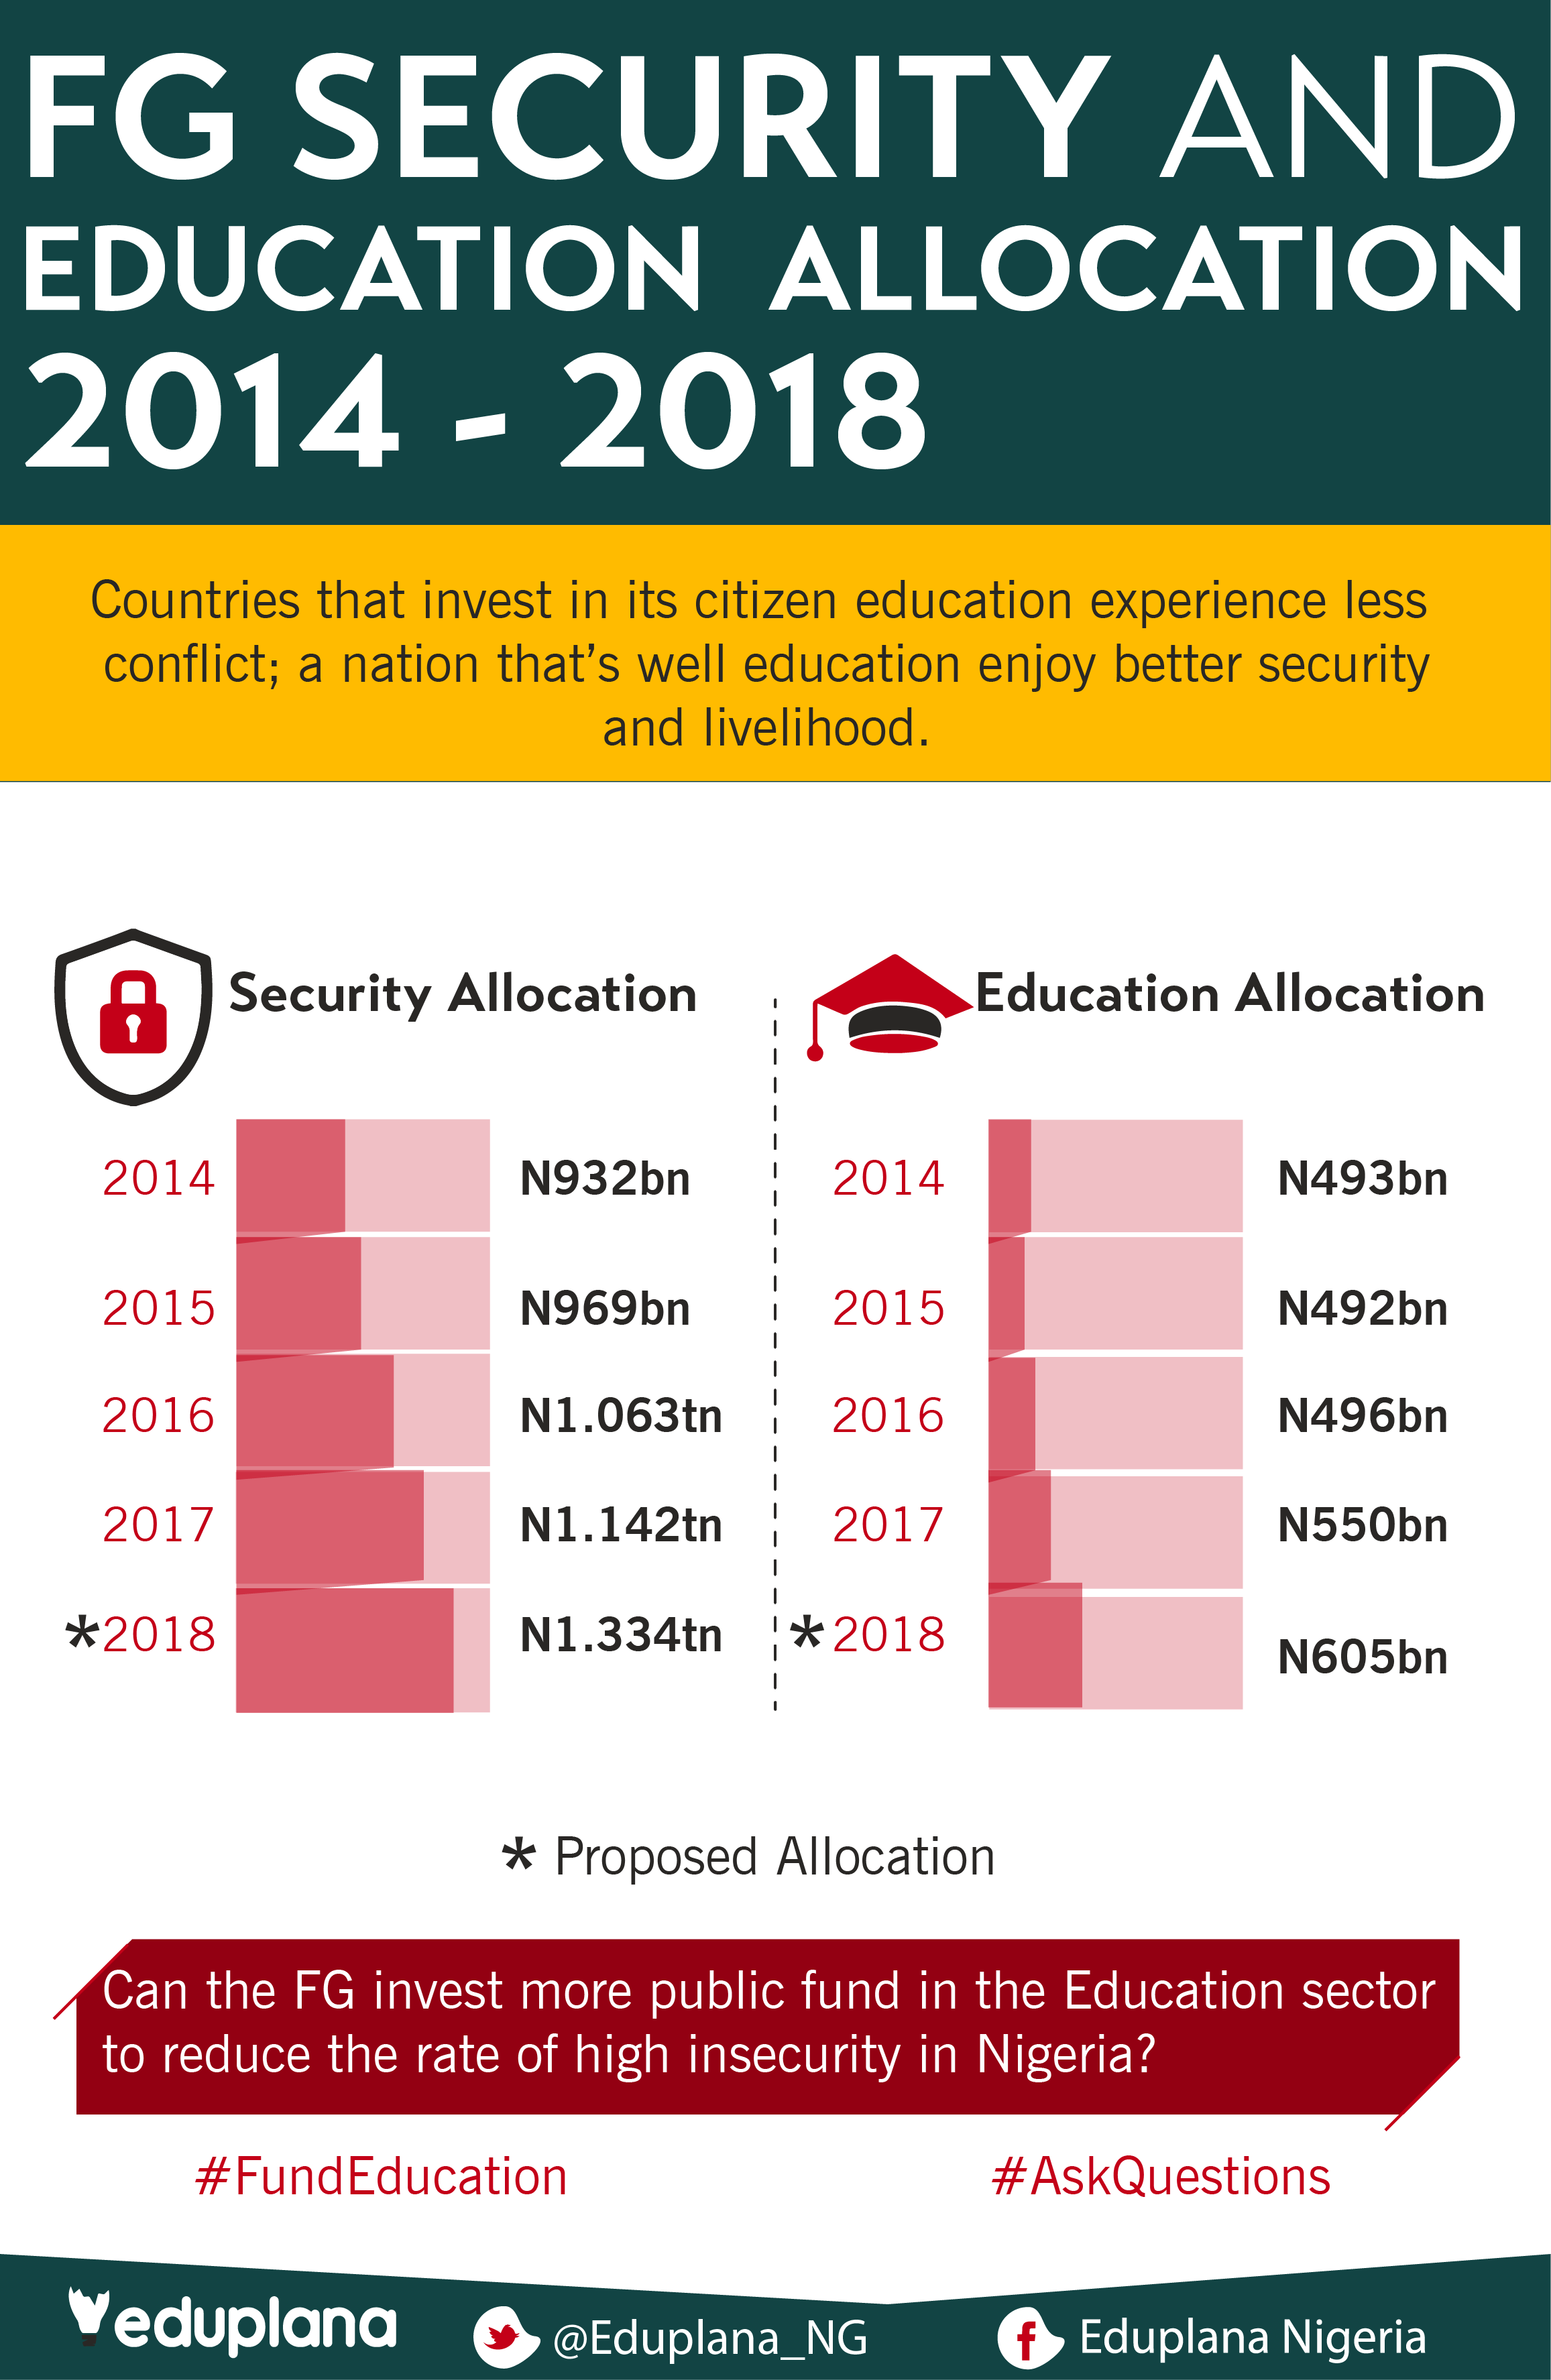 FG SECURITY AND
EDUCATION ALLOCATION
2014 - 2018
Countries that invest in its citizen education experience less
conflict; a nation that's well education enjoy better security
and livelihood.
Security Allocation
2014 N932bn
2015 N969bn
2016 N1.063tn
2017 N1.142tn
*2018 N1.334tn
Education Allocation
2014 N493bn
2015 N492bn
2016 N496bn
2017 N550bn
*2018 N605bn
* Proposed Allocation
Can the FG invest more public fund in the Education sector
to reduce the rate of high insecurity in Nigeria?
#FundEducation #AskQuestions
eduplana @Eduplana_NG Eduplana Nigeria